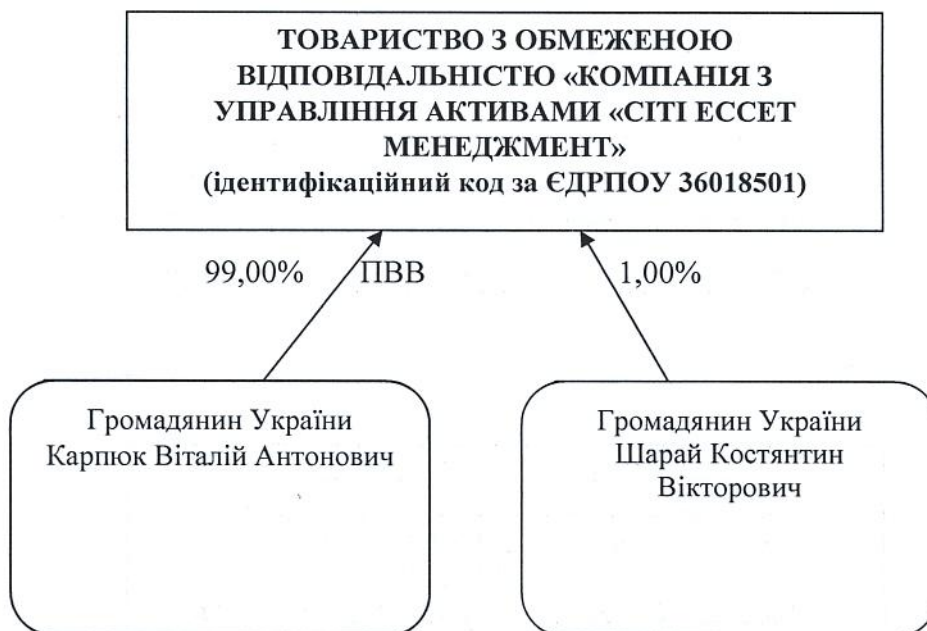 ТОВАРИСТВО З ОБМЕЖЕНОЮ
ВІДПОВІДАЛЬНІСТЮ «КОМПАНІЯ З
УПРАВЛІННЯ АКТИВАМИ «СІТІ ЕССЕТ
МЕНЕДЖМЕНТ»
(ідентифікаційний код за ЄДРПОУ 36018501)
99,00% ПВВ 1,00%
Громадянин України
Карпюк Віталій Антонович
Громадянин України
Шарай Костянтин
Вікторович